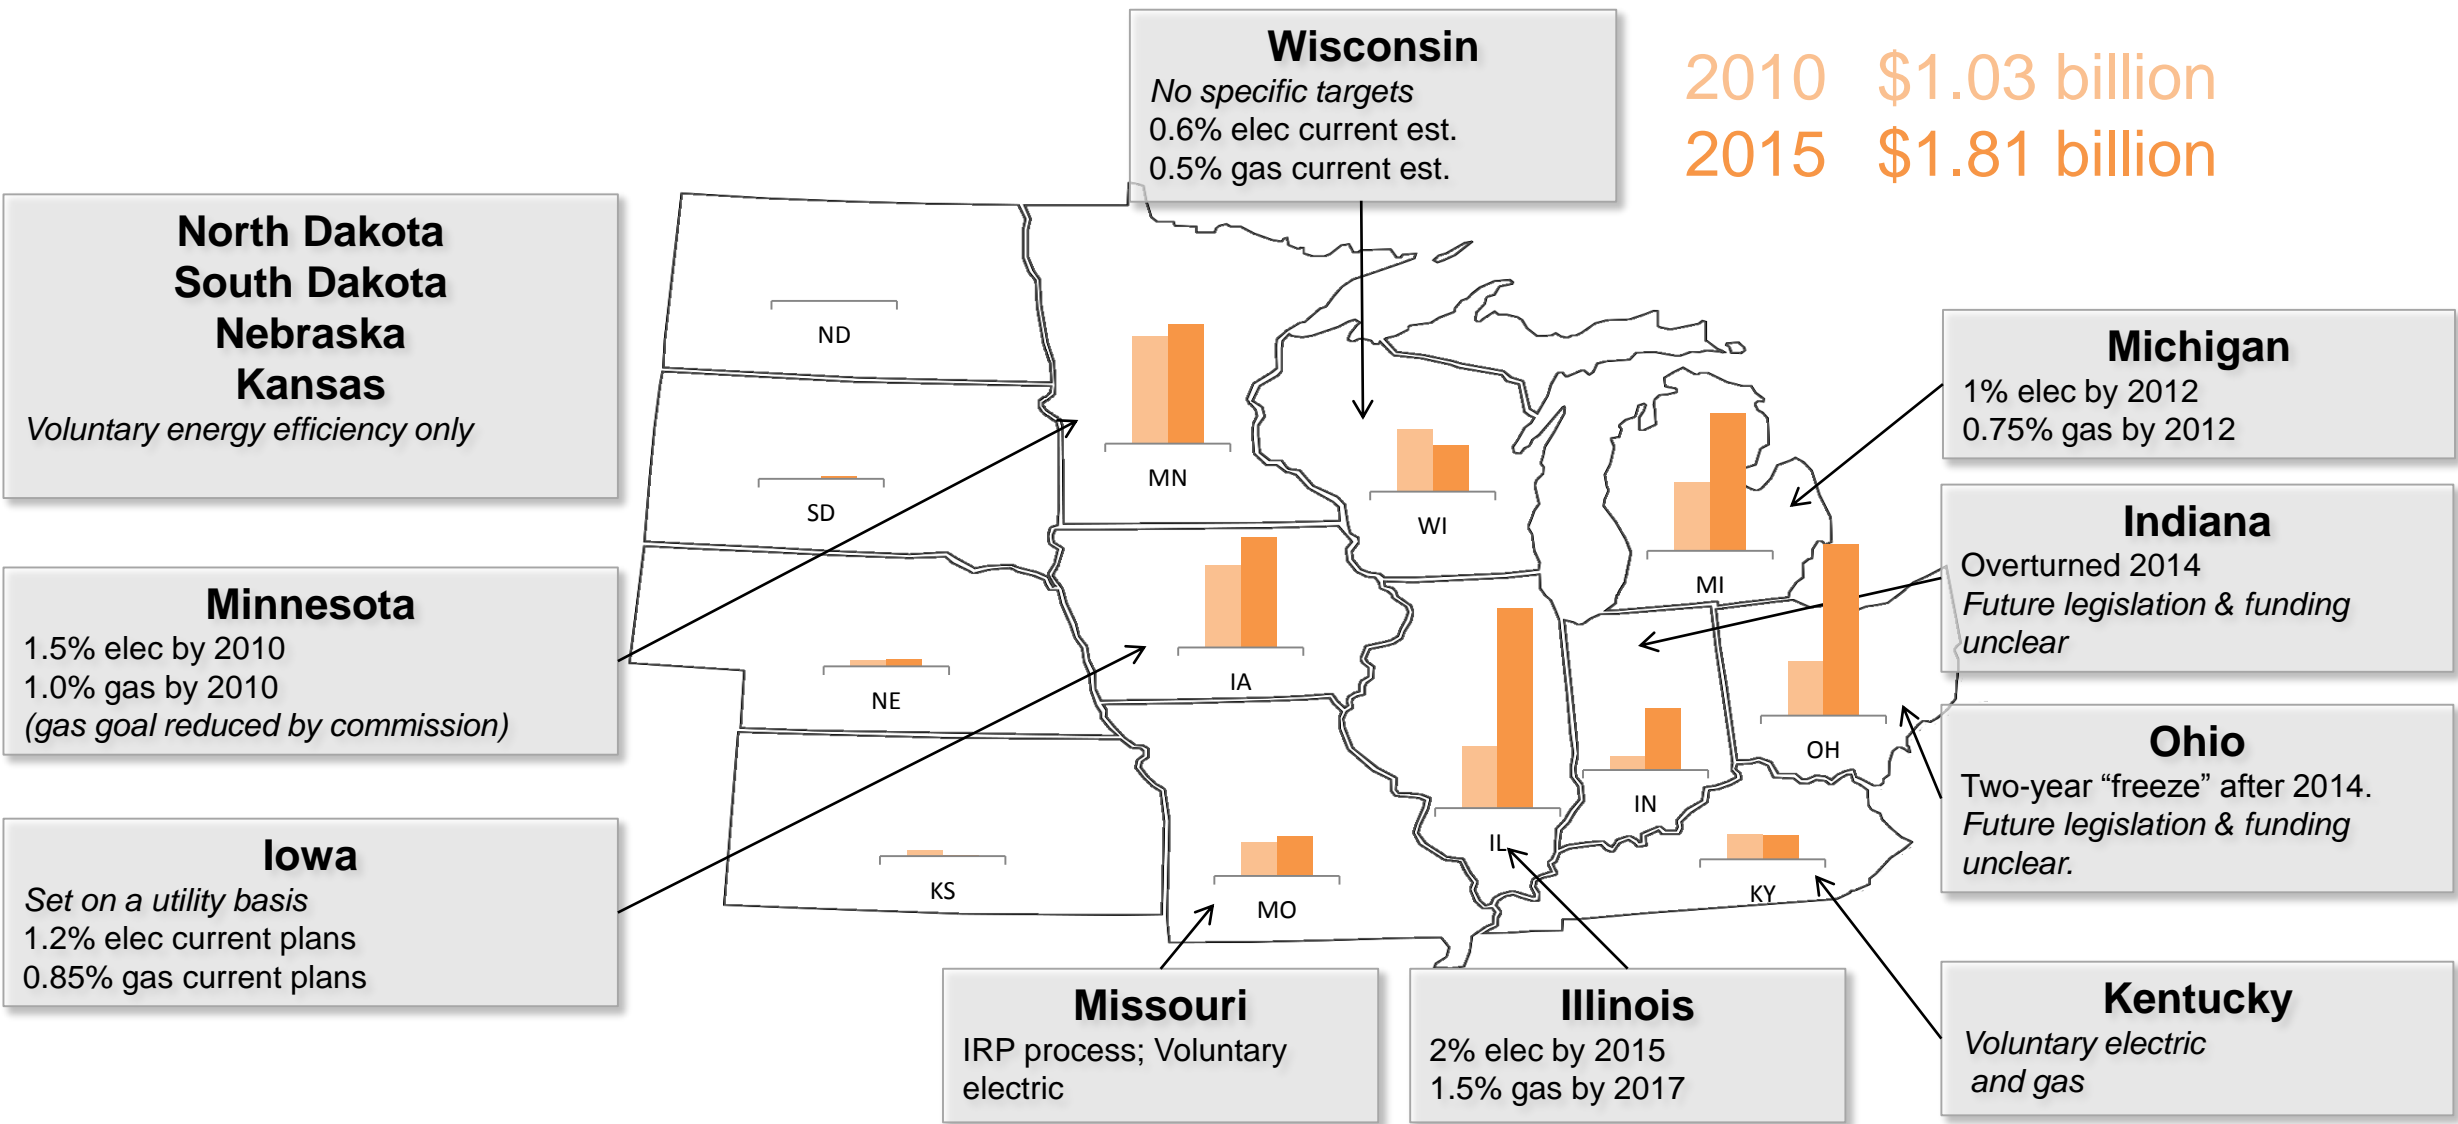 Wisconsin
No specific targets
0.6% elec current est.
0.5% gas current est.
2010 $1.03 billion
2015 $1.81 billion
North Dakota
South Dakota
Nebraska
Kansas
Voluntary energy efficiency only
Minnesota
1.5% elec by 2010
1.0% gas by 2010
(gas goal reduced by commission)
Iowa
Set on a utility basis
1.2% elec current plans
0.85% gas current plans
ND
SD
NE
KS
MN
IA
MO
WI
IL
MI
IN
OH
KY
Michigan
1% elec by 2012
0.75% gas by 2012
Indiana
Overturned 2014
Future legislation & funding
unclear
Ohio
Two-year “freeze” after 2014.
Future legislation & funding
unclear.
Missouri
IRP process; Voluntary
electric
Illinois
2% elec by 2015
1.5% gas by 2017
Kentucky
Voluntary electric
and gas